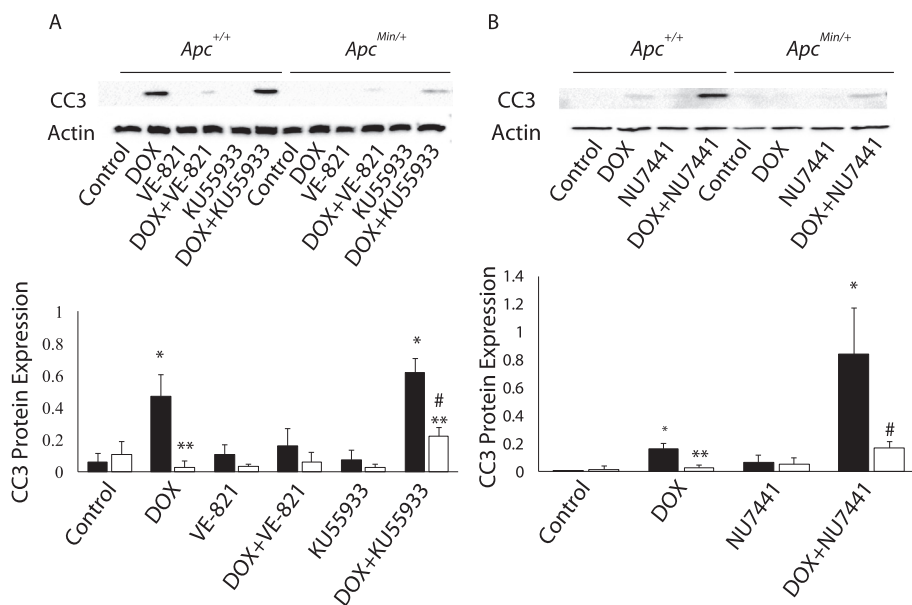 A
Apc+/+ ApcMin/+
CC3
Actin
Control
DOX
VE-821
DOX+VE-821
KU55933
DOX+KU55933
Control
DOX
VE-821
DOX+VE-821
KU55933
DOX+KU55933
CC3 Protein Expression
1
0.8
0.6
0.4
0.2
0
*
**
*
#
**
Control
DOX
VE-821
DOX+VE-821
KU55933
DOX+KU55933
B
Apc+/+ ApcMin/+
CC3
Actin
Control
DOX
NU7441
DOX+NU7441
Control
DOX
NU7441
DOX+NU7441
CC3 Protein Expression
1.4
1.2
1
0.8
0.6
0.4
0.2
0
*
**
*
#
Control
DOX
NU7441
DOX+NU7441